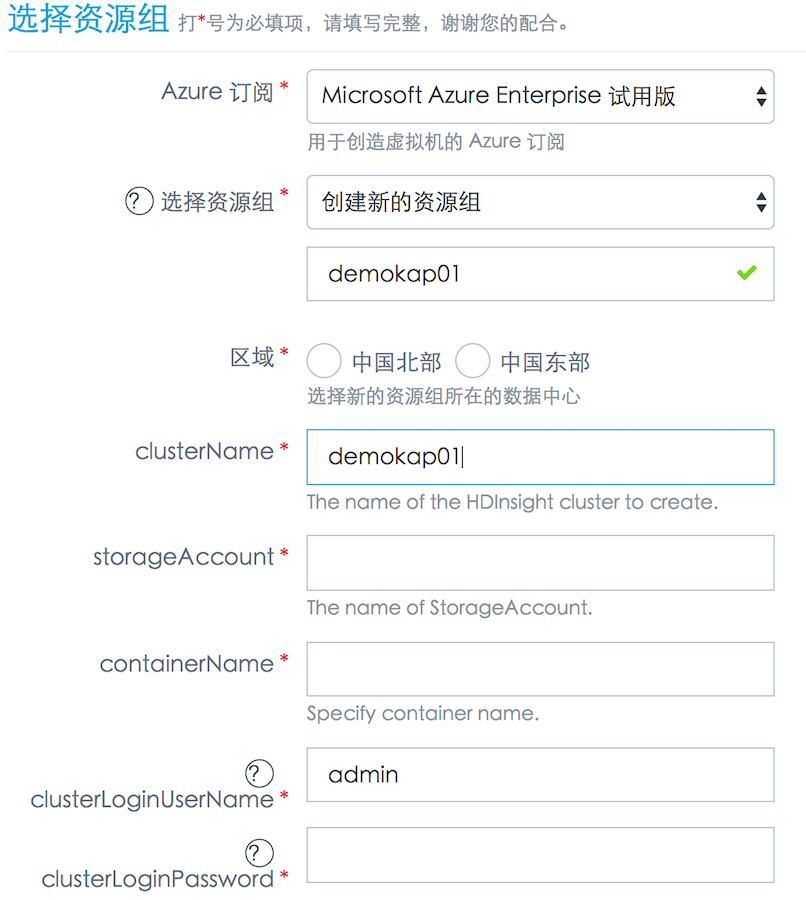 选择资源组 打*号为必填项，请填写完整，谢谢您的配合。
Azure 订阅 * Microsoft Azure Enterprise 试用版
用于创造虚拟机的 Azure 订阅
? 选择资源组 * 创建新的资源组
demokap01
区域 * 中国北部 中国东部
选择新的资源组所在的数据中心
clusterName * demokap01
The name of the HDInsight cluster to create.
storageAccount *
The name of StorageAccount.
containerName *
Specify container name.
?
clusterLoginUserName * admin
?
clusterLoginPassword *